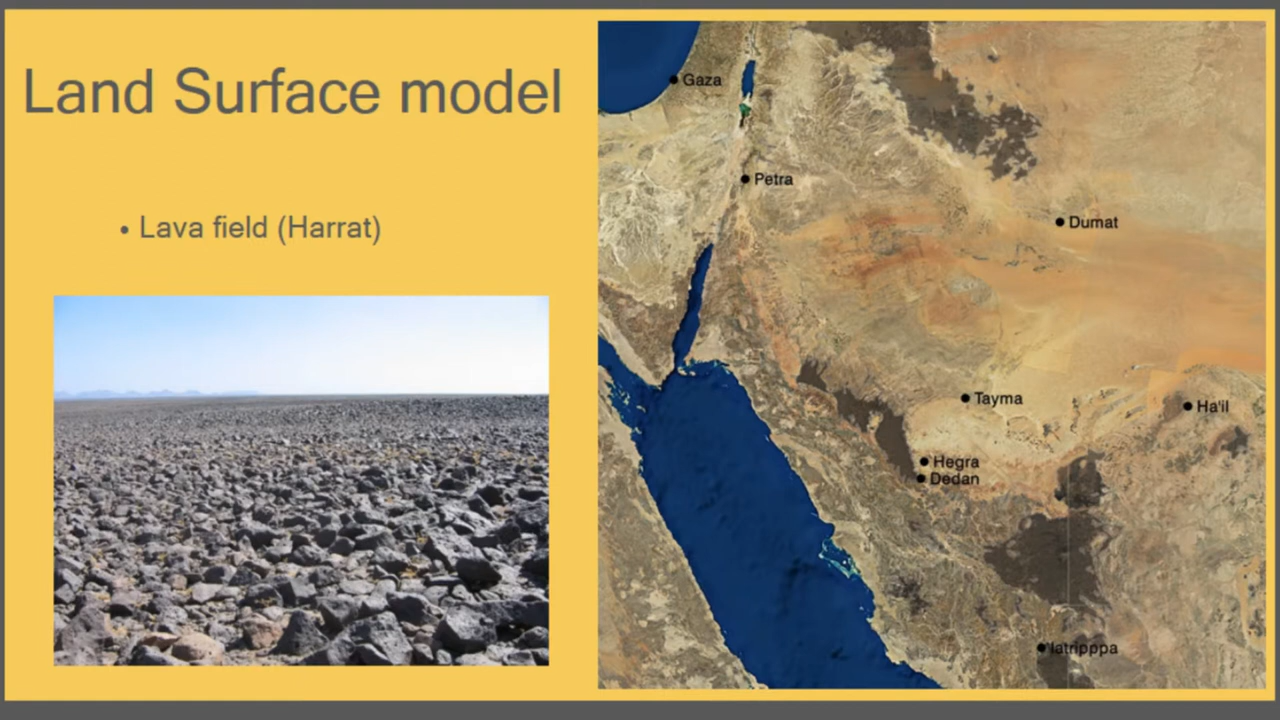 Land Surface model
• Lava field (Harrat)
Gaza
Petra
Dumat
Tayma
Ha'il
Hegra
Dedan
Iatripppa